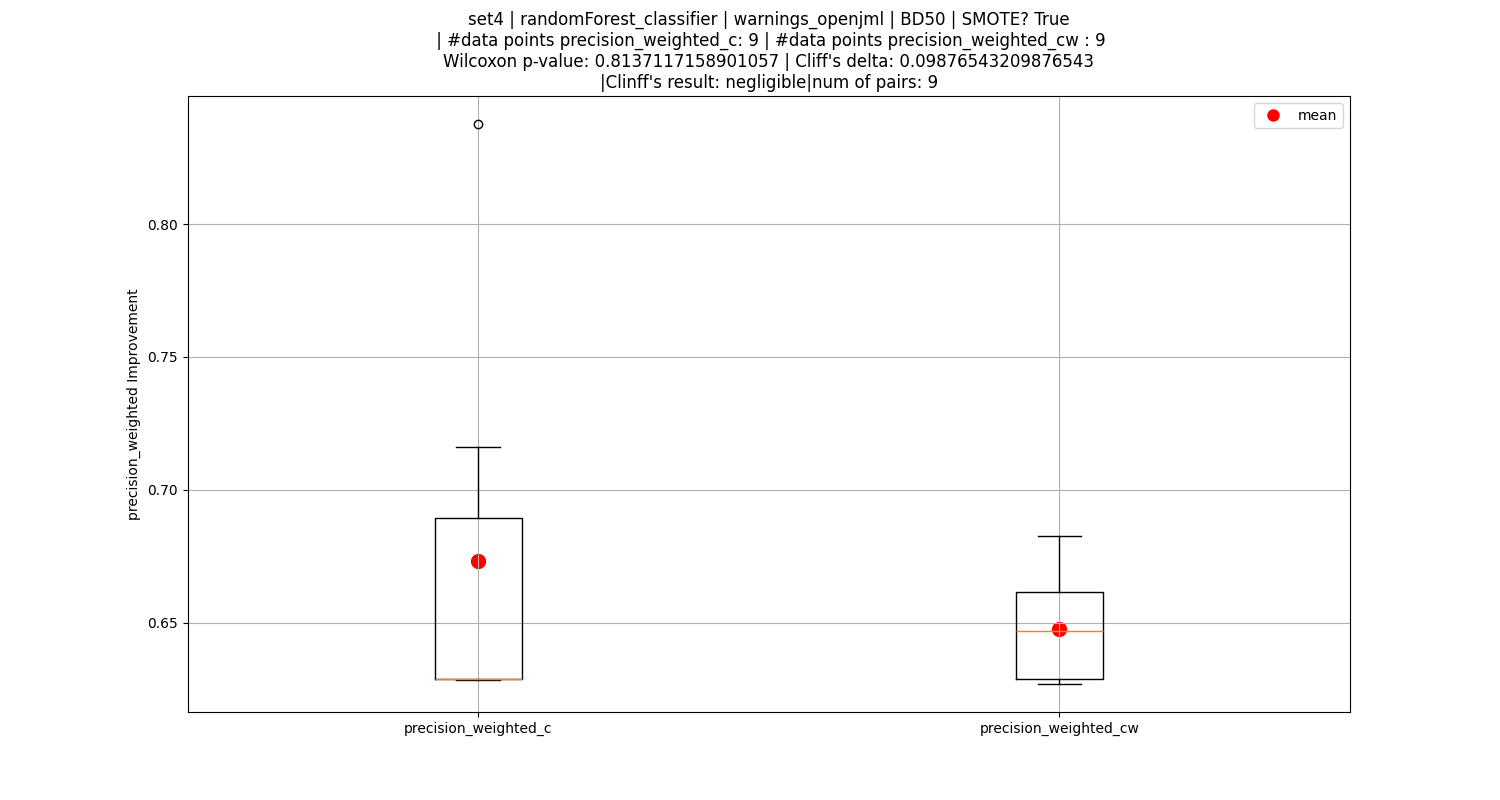 set4 | randomForest_classifier | warnings_openjml | BD50 | SMOTE? True
| #data points precision_weighted_c: 9 | #data points precision_weighted_cw : 9
Wilcoxon p-value: 0.8137117158901057 | Cliff's delta: 0.09876543209876543
|Clinff's result: negligible|num of pairs: 9
mean
precision_weighted Improvement
0.80
0.75
0.70
0.65
precision_weighted_c
precision_weighted_cw